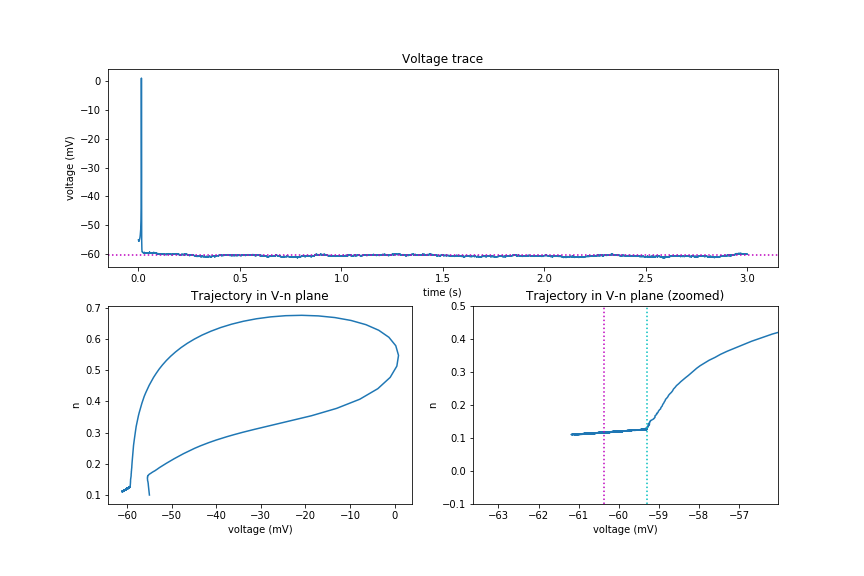 Voltage trace
voltage (mV)
0
−10
−20
−30
−40
−50
−60
0.0 0.5 1.0 1.5 2.0 2.5 3.0
time (s)
Trajectory in V-n plane
n
0.7
0.6
0.5
0.4
0.3
0.2
0.1
−60 −50 −40 −30 −20 −10 0
voltage (mV)
Trajectory in V-n plane (zoomed)
n
0.5
0.4
0.3
0.2
0.1
0.0
−0.1
−63 −62 −61 −60 −59 −58 −57
voltage (mV)